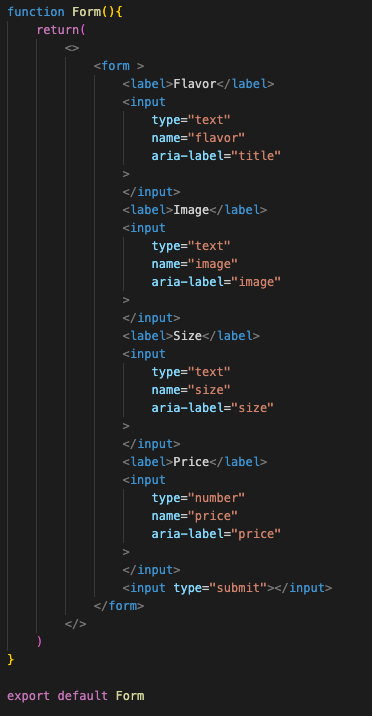 function Form(){
    return(
        <>
            <form >
                <label>Flavor</label>
                <input
                    type="text"
                    name="flavor"
                    aria-label="title"
                >
                </input>
                <label>Image</label>
                <input
                    type="text"
                    name="image"
                    aria-label="image"
                >
                </input>
                <label>Size</label>
                <input
                    type="text"
                    name="size"
                    aria-label="size"
                >
                </input>
                <label>Price</label>
                <input
                    type="number"
                    name="price"
                    aria-label="price"
                >
                </input>
                <input type="submit"></input>
            </form>
        </>
    )
}

export default Form